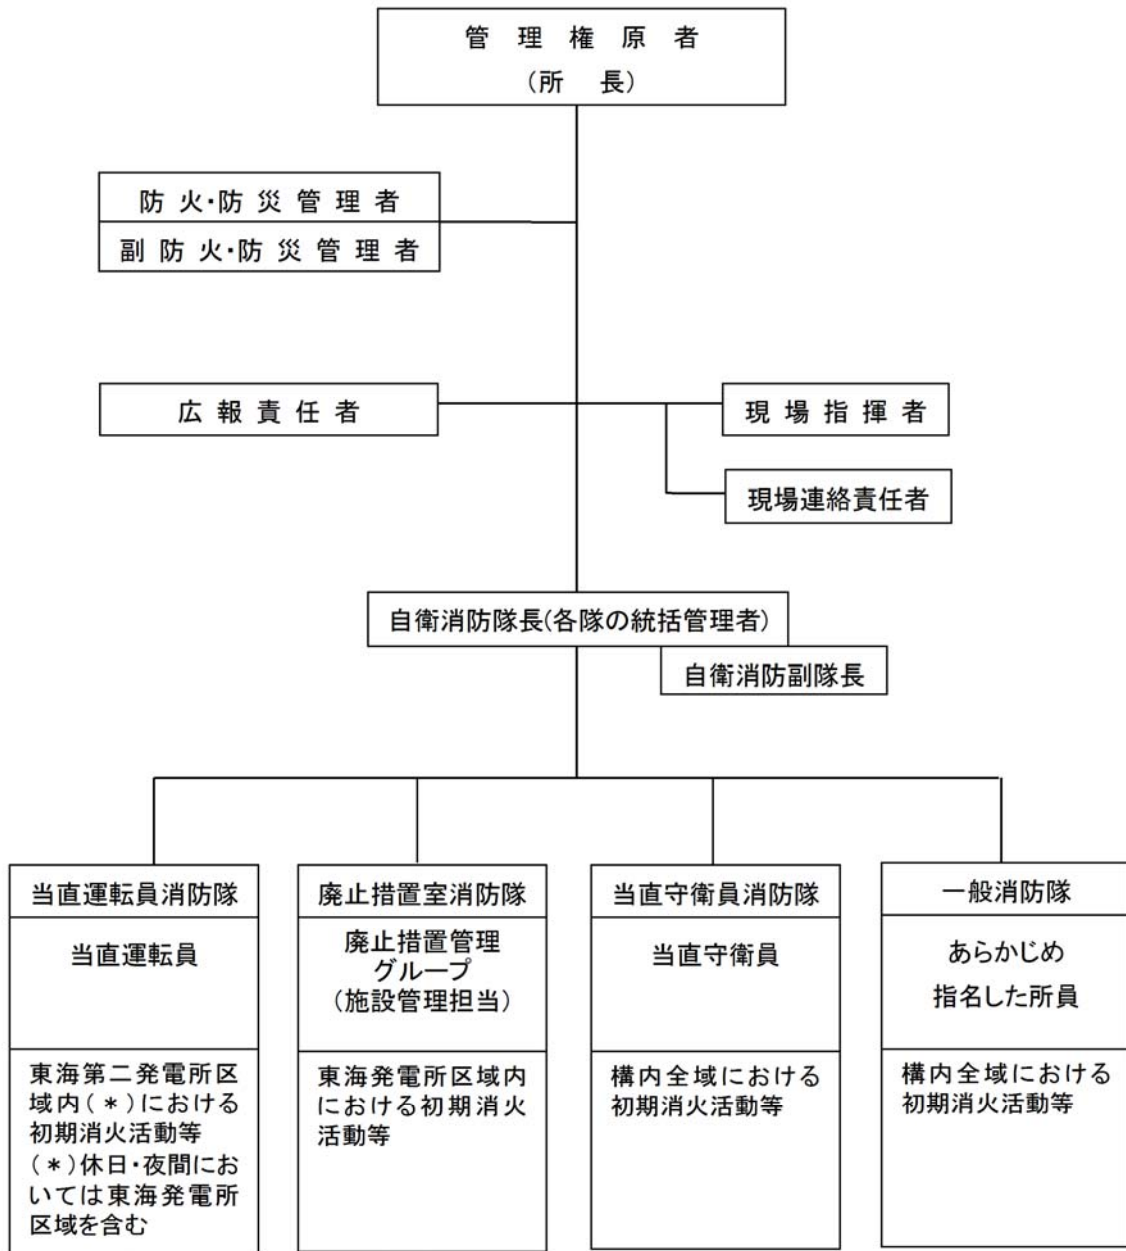 管理権原者
(所 長)
防火・防災管理者
副防火・防災管理者
広報責任者
現場指揮者
現場連絡責任者
自衛消防隊長(各隊の統括管理者)
自衛消防副隊長
当直運転員消防隊
当直運転員
東海第二発電所区
域内(*)における
初期消火活動等
(*)休日・夜間にお
いては東海発電所
区域を含む
廃止措置室消防隊
廃止措置管理
グループ
(施設管理担当)
東海発電所区域内
における初期消火
活動等
当直守衛員消防隊
当直守衛員
構内全域における
初期消火活動等
一般消防隊
あらかじめ
指名した所員
構内全域における
初期消火活動等